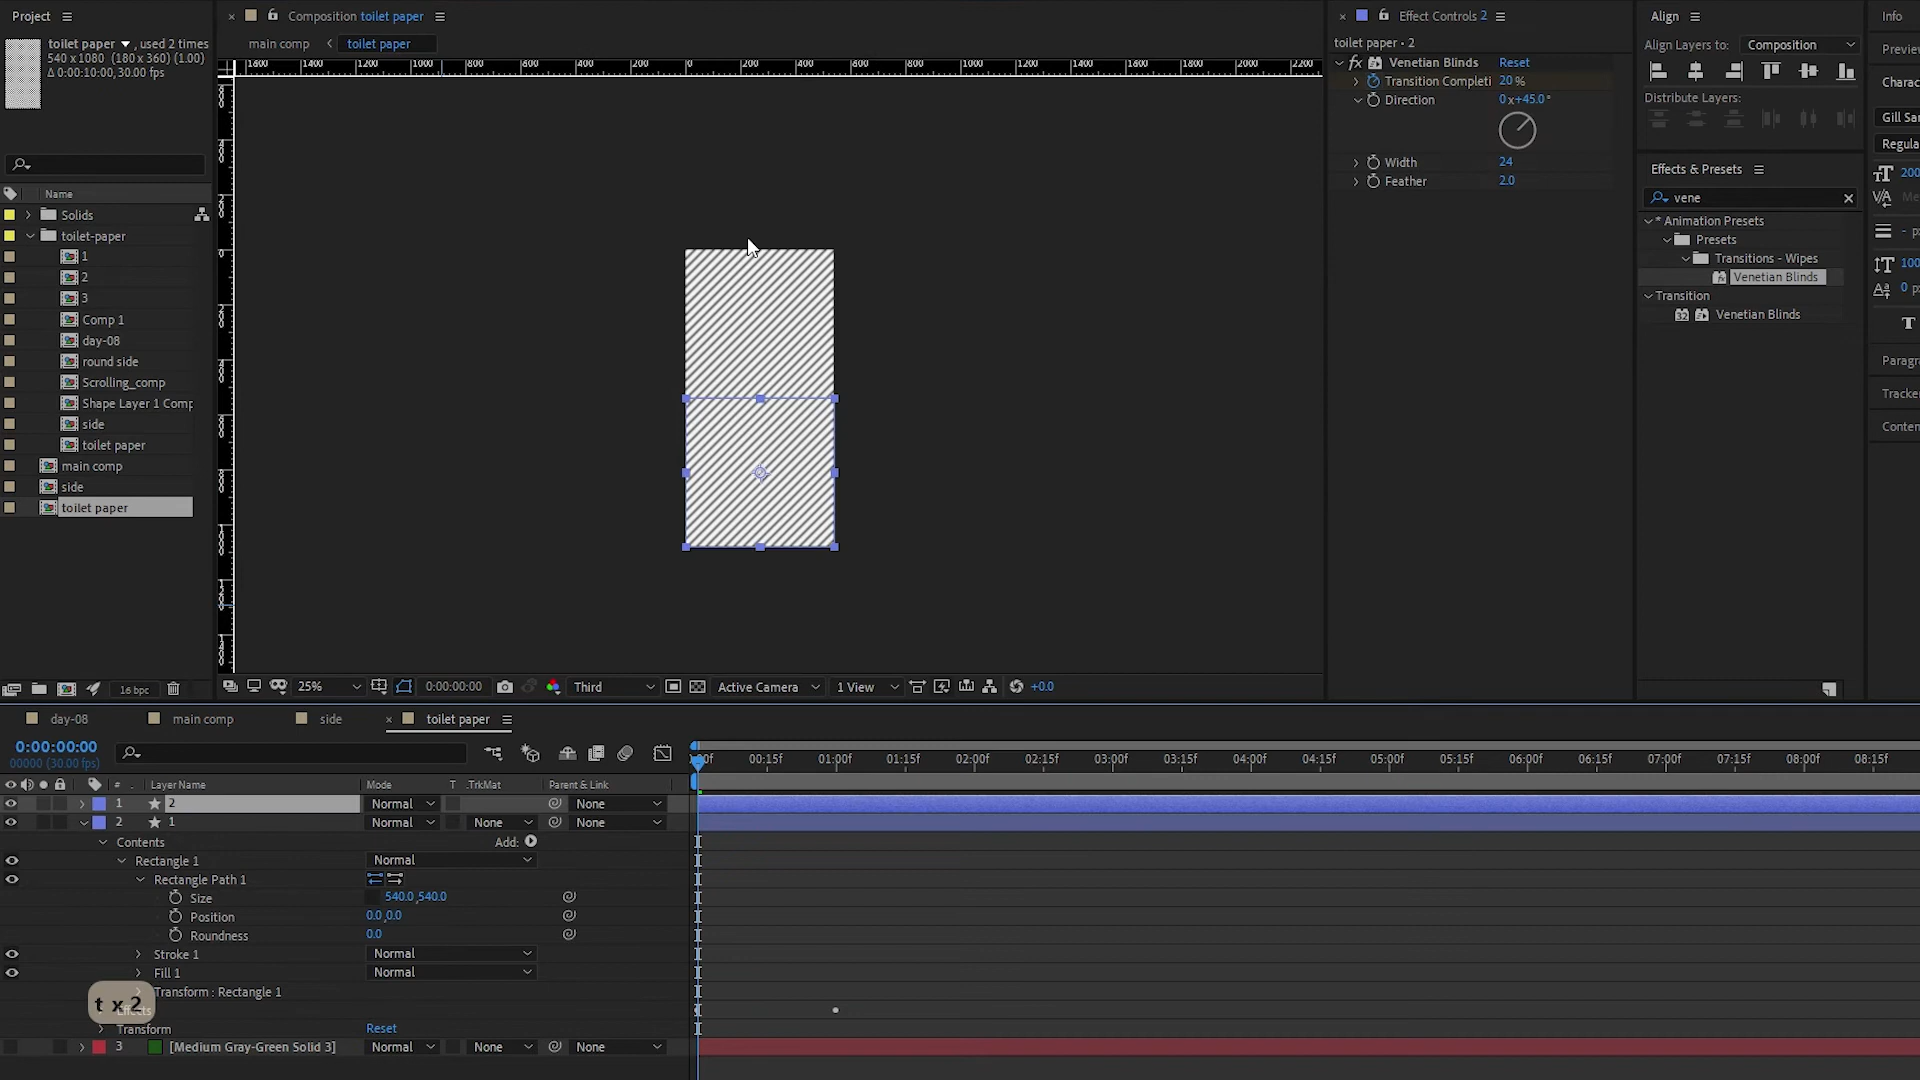 Project
Composition toilet paper
Effect Controls 2
Align
Info
toilet paper , used 2 times
540 x 1080 (180 x 360) (1.00)
Δ 0:00:10:00, 30.00 fps)
main comp
toilet paper
toilet paper • 2
Align Layers to: Composition
Venetian Blinds Reset
Transition Completi 20 %
Direction 0x+45.0°
Width 24
Feather 2.0
Distribute Layers:
Effects & Presets
vene
* Animation Presets
Presets
Transitions - Wipes
Venetian Blinds
Transition
32 Venetian Blinds
Gill Sa
Regula
200
100
0 p
Name
Solids
toilet-paper
1
2
3
Comp 1
day-08
round side
Scrolling_comp
Shape Layer 1 Comp
side
toilet paper
main comp
side
toilet paper
16 bpc
25% 0:00:00:00 Third Active Camera 1 View +0.0
day-08 main comp side toilet paper
0:00:00:00
00000 (30.00 fps)
00f 00:15f 01:00f 01:15f 02:00f 02:15f 03:00f 03:15f 04:00f 04:15f 05:00f 05:15f 06:00f 06:15f 07:00f 07:15f 08:00f 08:15f
# Layer Name Mode T .TrkMat Parent & Link
1 2 Normal None
2 1 Normal None None
Contents Add:
Rectangle 1 Normal
Rectangle Path 1
Size 540.0,540.0
Position 0.0,0.0
Roundness 0.0
Stroke 1 Normal
Fill 1 Normal
Transform : Rectangle 1
t x 2
Effects
Transform Reset
3 [Medium Gray-Green Solid 3] Normal None None